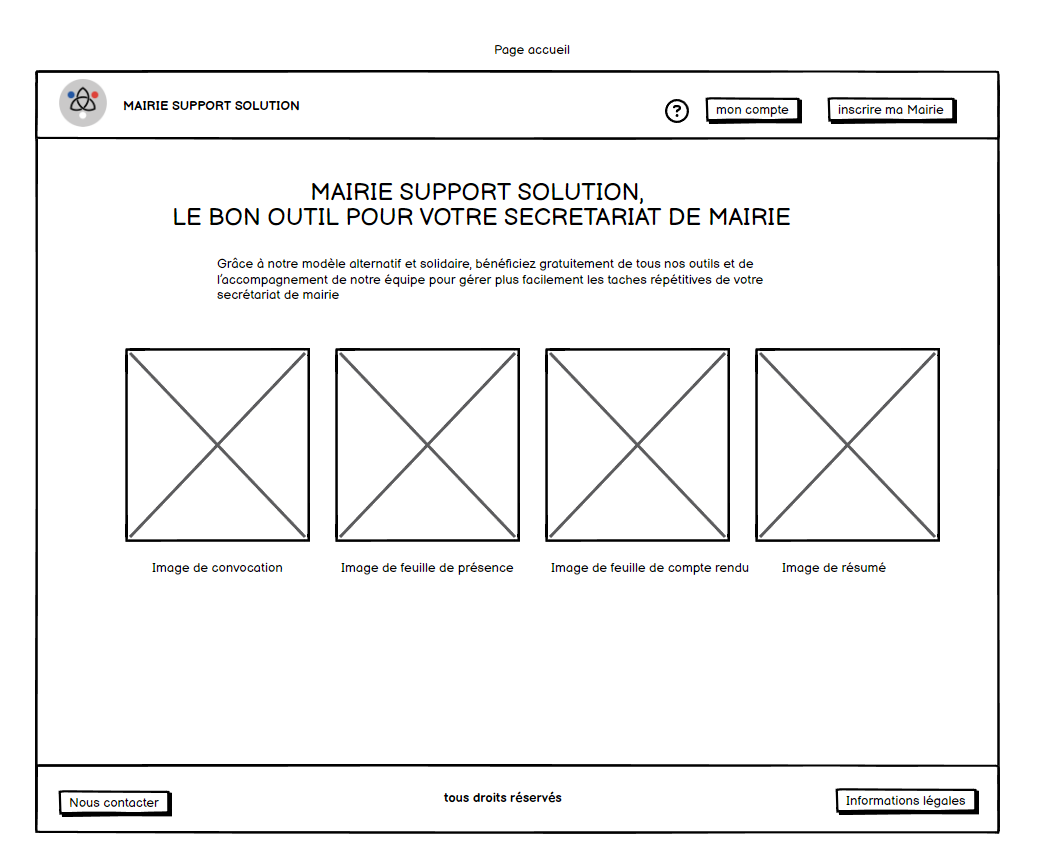 Page accueil
MAIRIE SUPPORT SOLUTION
?
mon compte
inscrire ma Mairie
MAIRIE SUPPORT SOLUTION,
LE BON OUTIL POUR VOTRE SECRETARIAT DE MAIRIE
Grâce à notre modèle alternatif et solidaire, bénéficiez gratuitement de tous nos outils et de
l'accompagnement de notre équipe pour gérer plus facilement les taches répétitives de votre
secrétariat de mairie
Image de convocation
Image de feuille de présence
Image de feuille de compte rendu
Image de résumé
Nous contacter
tous droits réservés
Informations légales